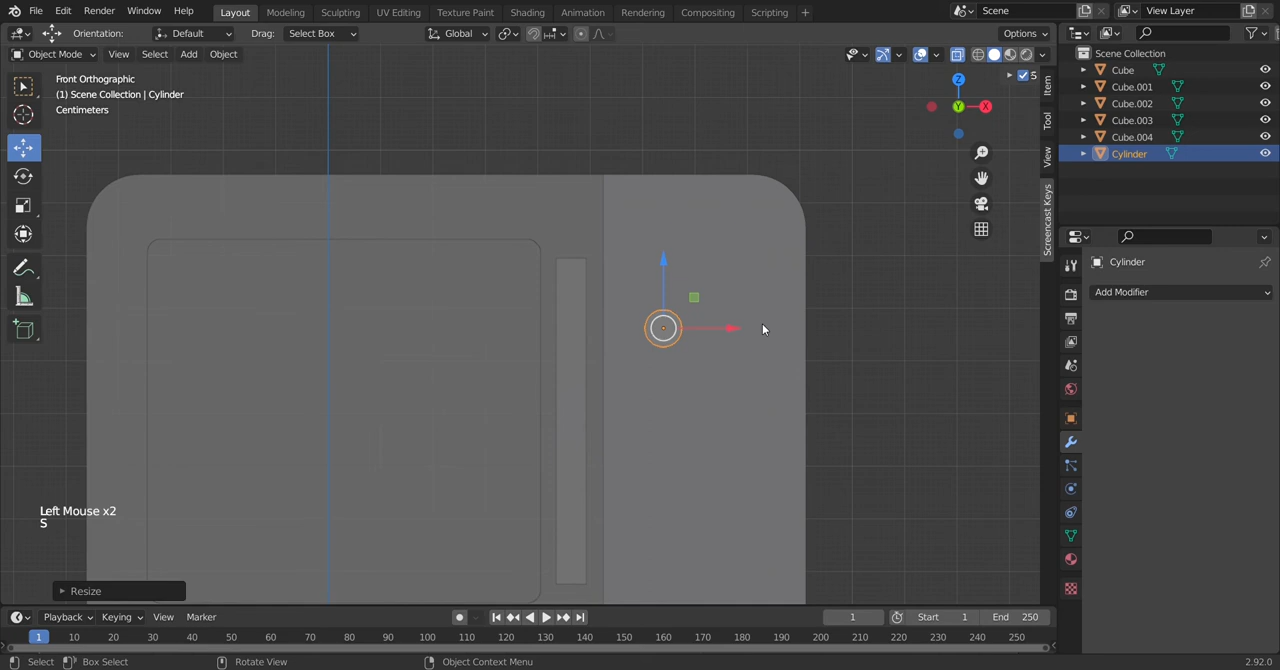 File Edit Render Window Help Layout Modeling Sculpting UV Editing Texture Paint Shading Animation Rendering Compositing Scripting + Scene View Layer
Orientation: Default Drag: Select Box Global Options
Object Mode View Select Add Object
Front Orthographic
(1) Scene Collection | Cylinder
Centimeters
5
Z
Y
X
Item
Tool
View
Screencast Keys
Scene Collection
Cube
Cube.001
Cube.002
Cube.003
Cube.004
Cylinder
Cylinder
Add Modifier
Left Mouse x2
S
Resize
Playback Keying View Marker 1 Start 1 End 250
1 10 20 30 40 50 60 70 80 90 100 110 120 130 140 150 160 170 180 190 200 210 220 230 240 250
Select Box Select Rotate View Object Context Menu 2.92.0